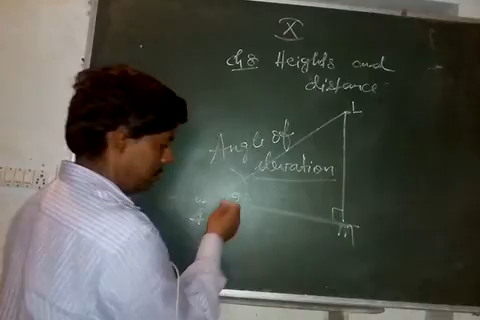 X
Ch 8 Heights and
distance
L
Angle of
elevation
M